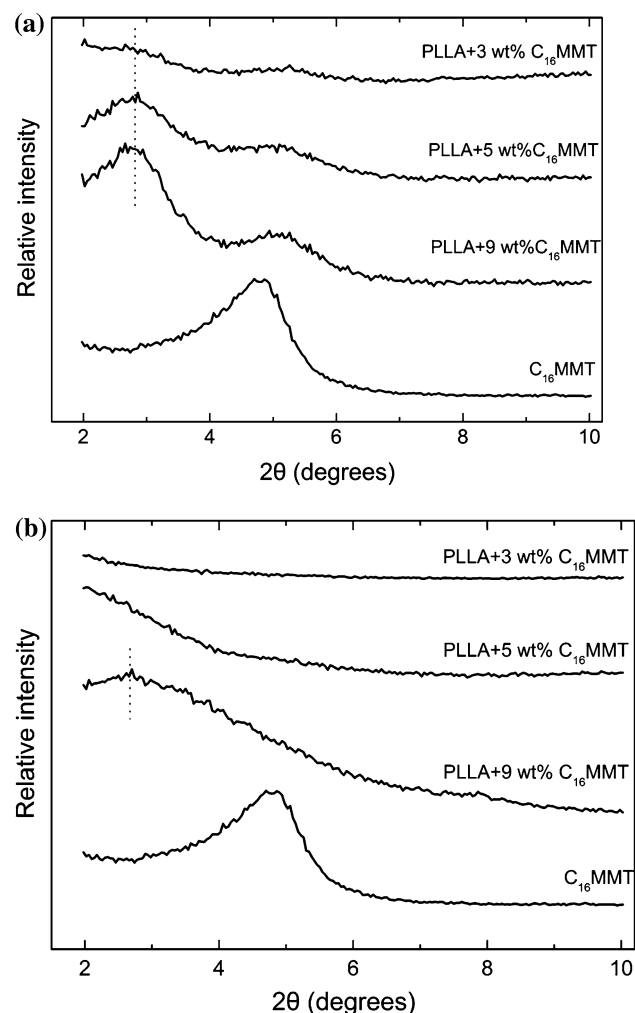 (a)
PLLA+3 wt% C16MMT
PLLA+5 wt%C16MMT
PLLA+9 wt%C16MMT
C16MMT
Relative intensity
2 4 6 8 10
2θ (degrees)
(b)
PLLA+3 wt% C16MMT
PLLA+5 wt% C16MMT
PLLA+9 wt% C16MMT
C16MMT
Relative intensity
2 4 6 8 10
2θ (degrees)